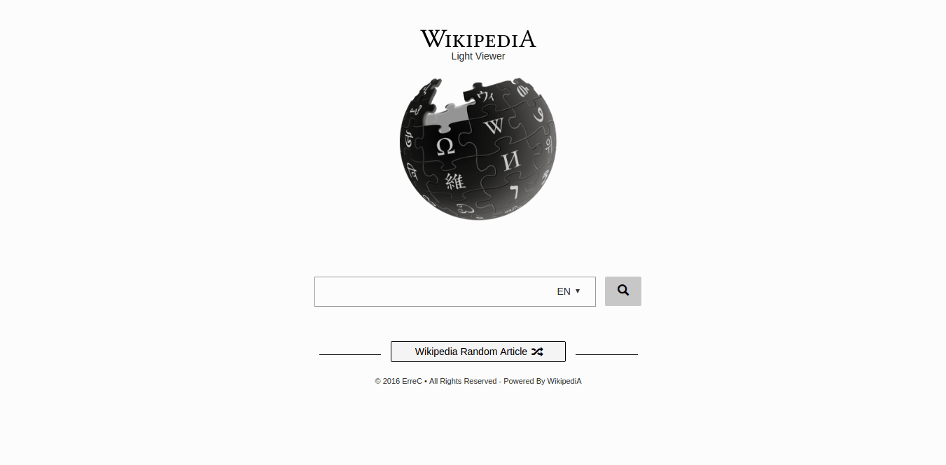 WIKIPEDIA
Light Viewer
ウィ
Ω W И
維
EN ▼
Wikipedia Random Article
© 2016 ErreC • All Rights Reserved - Powered By WikipediA